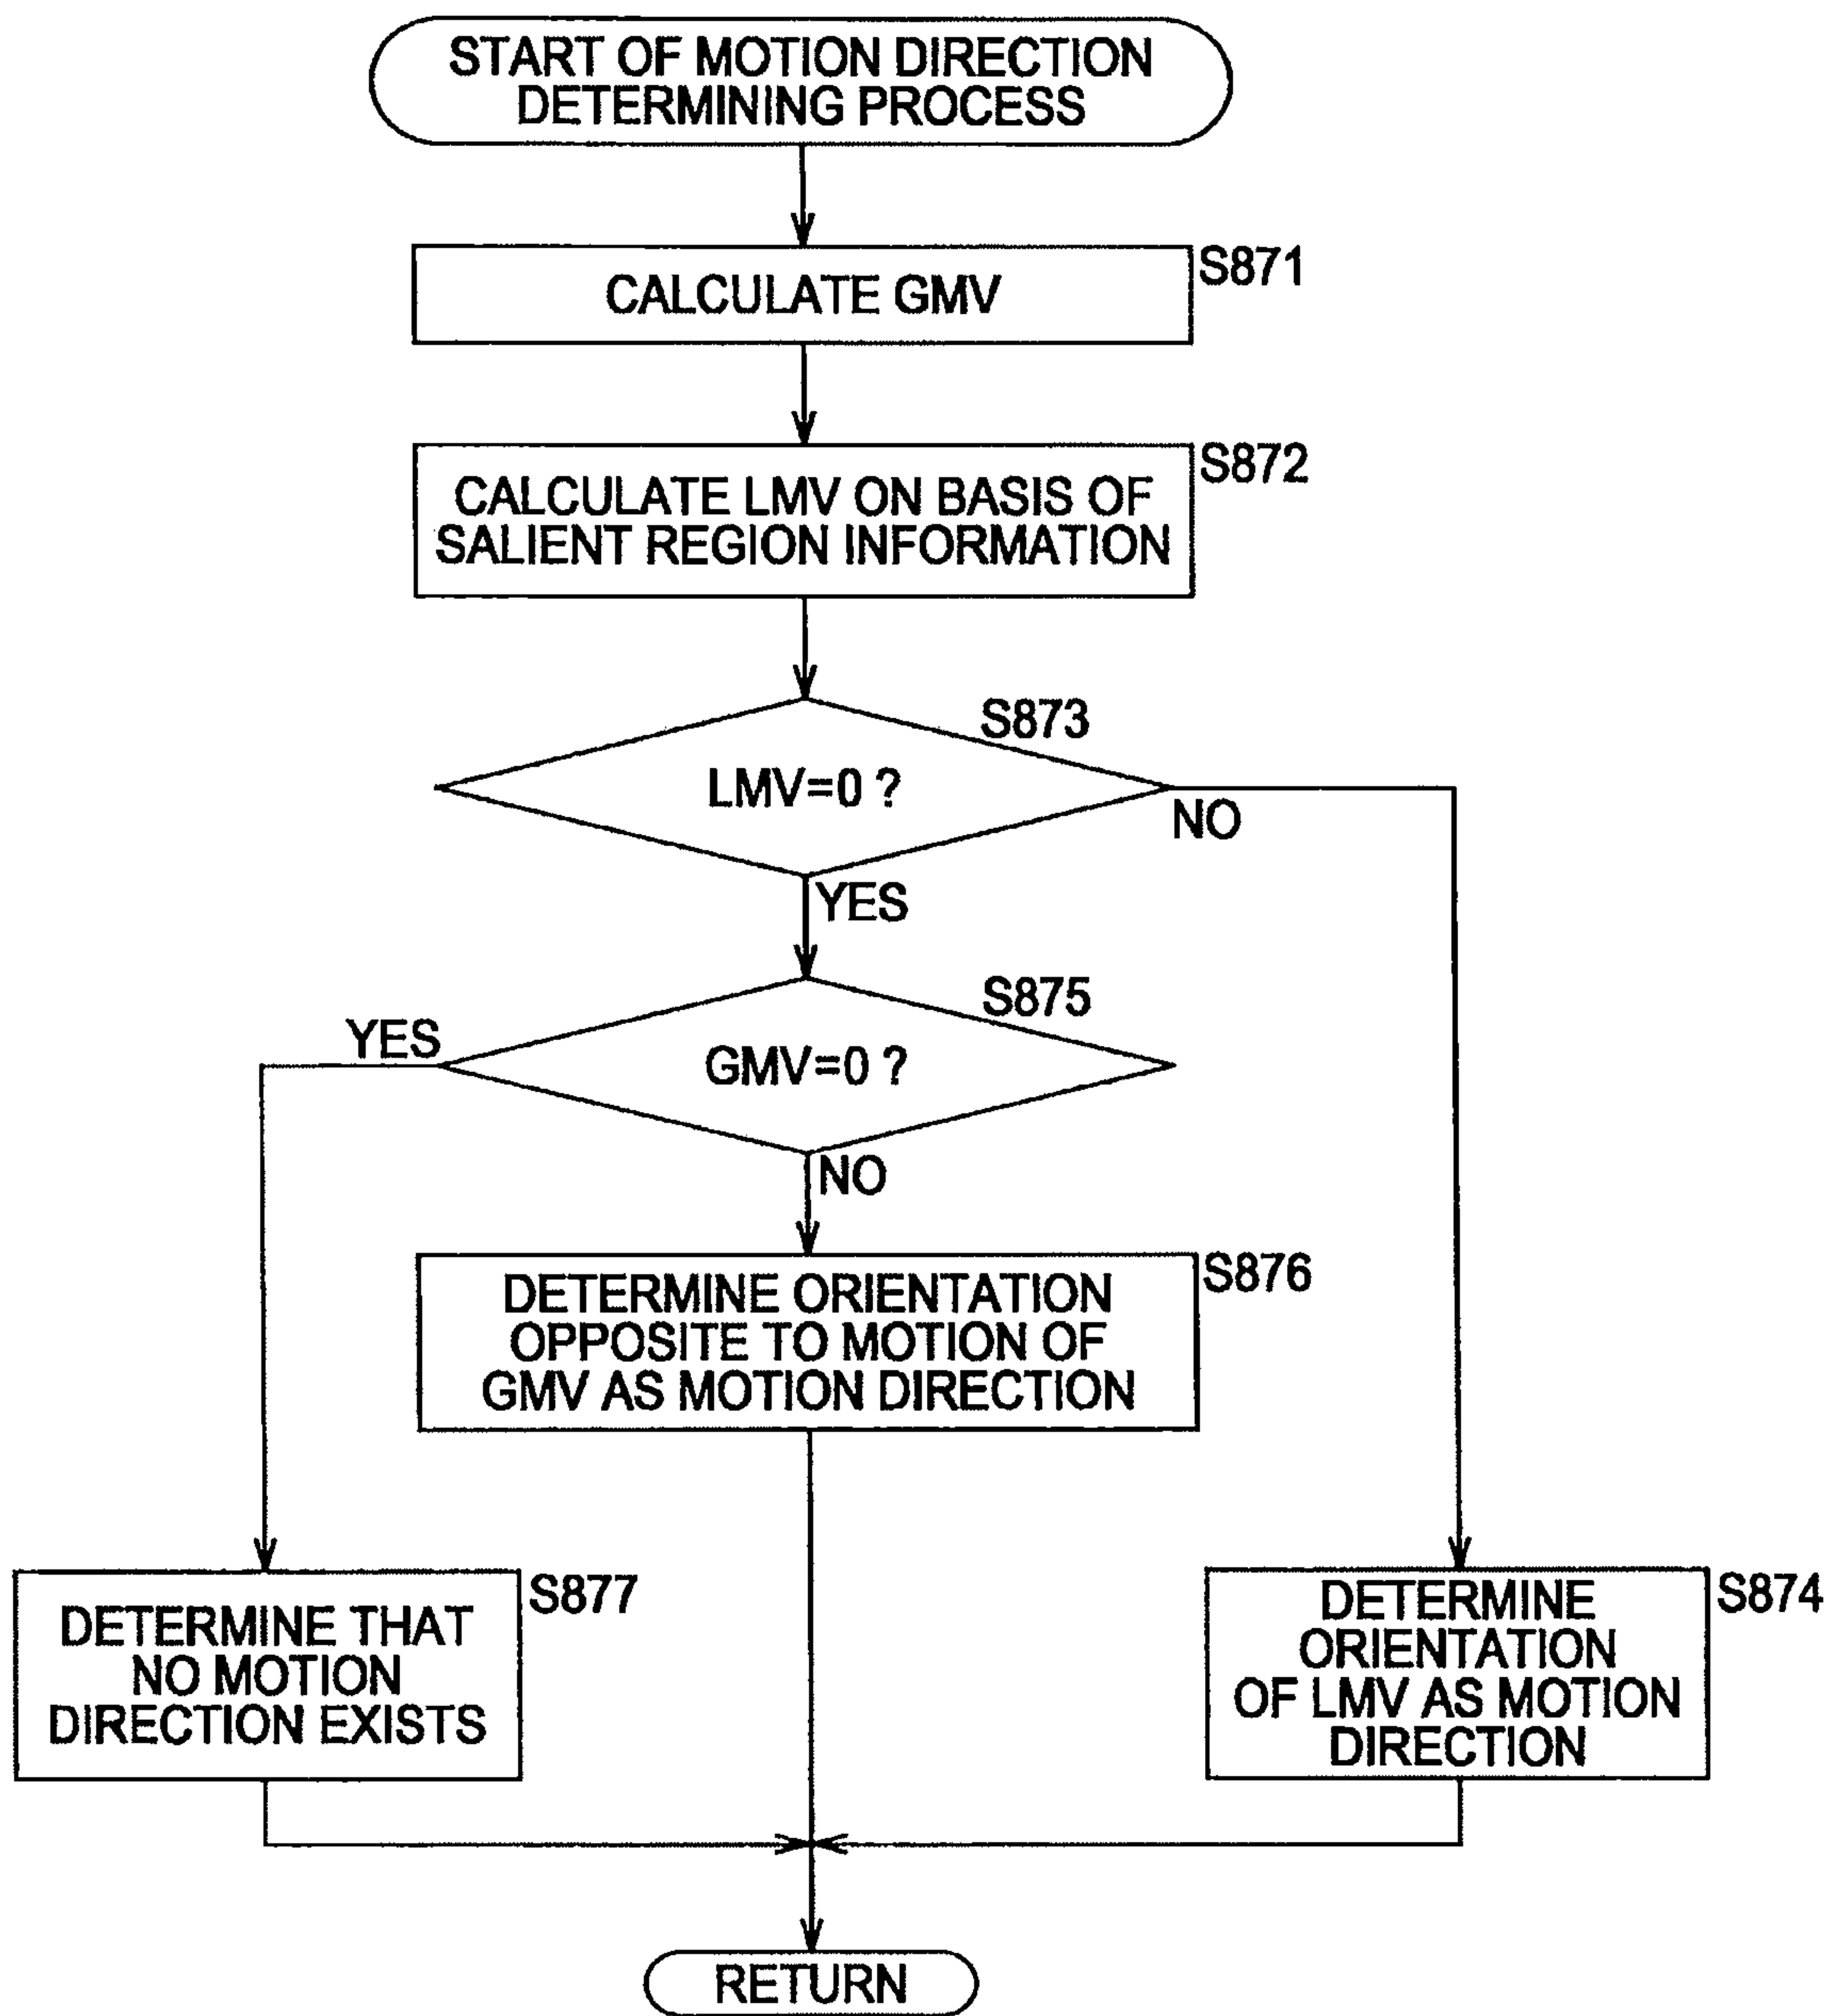 START OF MOTION DIRECTION
DETERMINING PROCESS
S871
CALCULATE GMV
S872
CALCULATE LMV ON BASIS OF
SALIENT REGION INFORMATION
S873
LMV=0 ?
NO
YES
S875
YES
GMV=0 ?
NO
S876
DETERMINE ORIENTATION
OPPOSITE TO MOTION OF
GMV AS MOTION DIRECTION
S877
DETERMINE THAT
NO MOTION
DIRECTION EXISTS
S874
DETERMINE
ORIENTATION
OF LMV AS MOTION
DIRECTION
RETURN